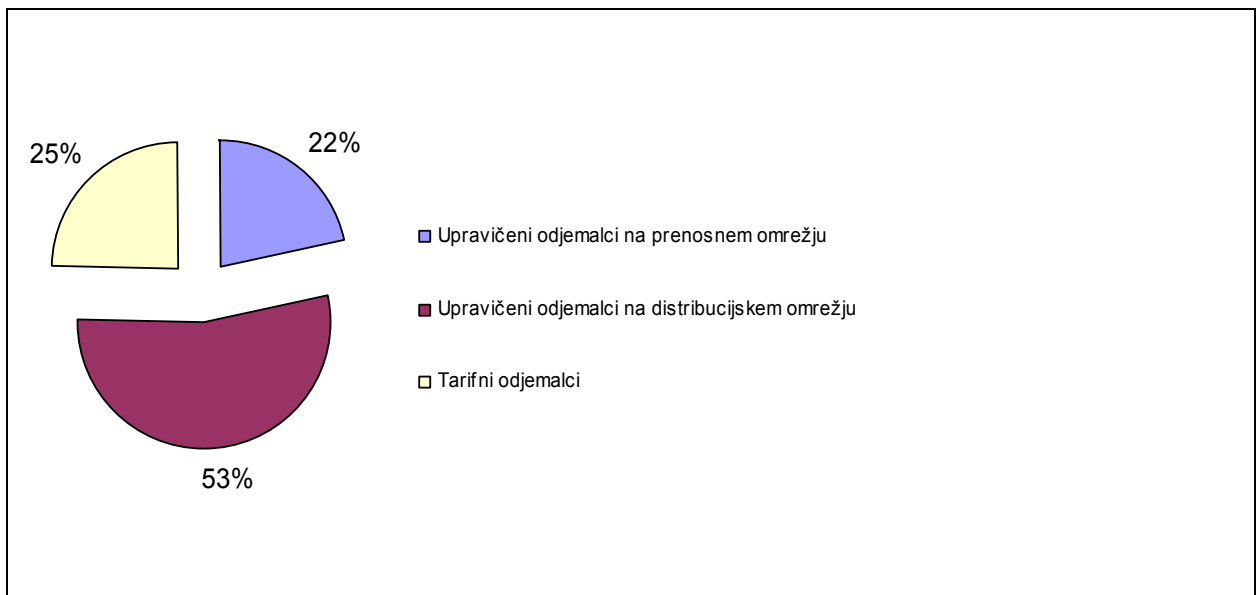 25%
22%
Upravičeni odjemalci na prenosnem omrežju
Upravičeni odjemalci na distribucijskem omrežju
Tarifni odjemalci
53%